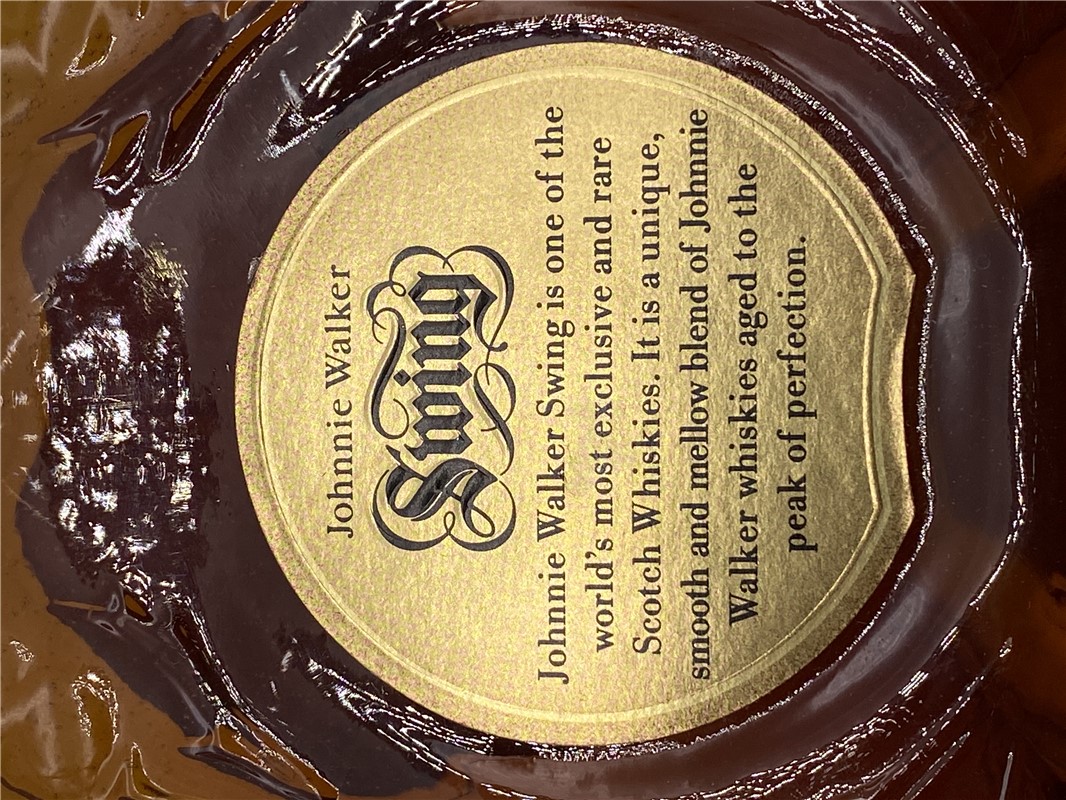 Johnnie Walker
Swing
Johnnie Walker Swing is one of the
world's most exclusive and rare
Scotch Whiskies. It is a unique,
smooth and mellow blend of Johnnie
Walker whiskies aged to the
peak of perfection.